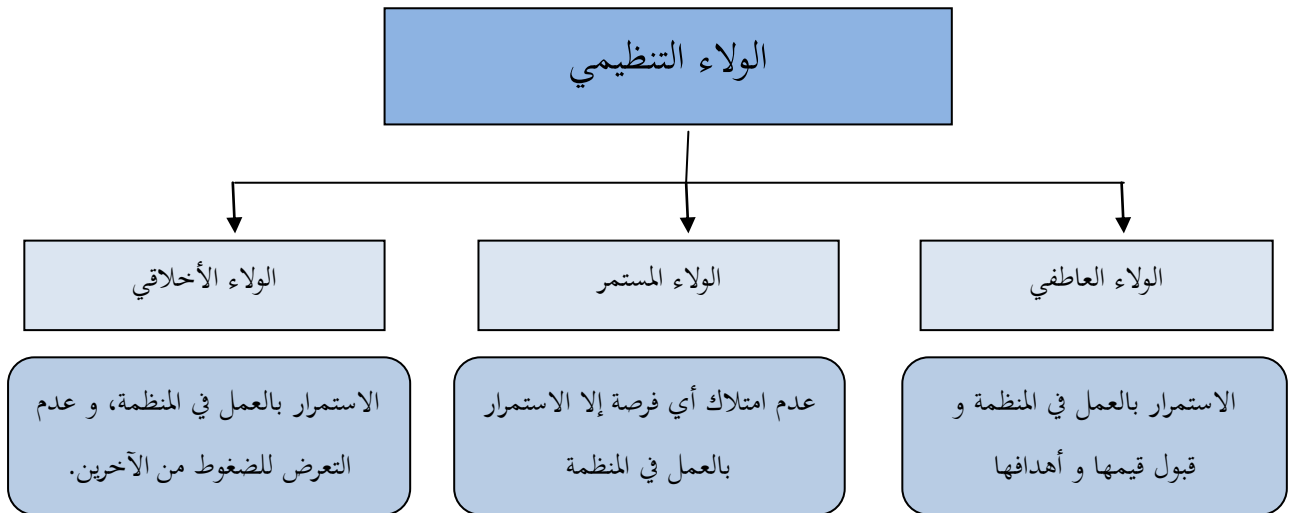 الولاء التنظيمي
الولاء العاطفي
الولاء المستمر
الولاء الأخلاقي
الاستمرار بالعمل في المنظمة و
قبول قيمها و أهدافها
عدم امتلاك أي فرصة إلا الاستمرار
بالعمل في المنظمة
الاستمرار بالعمل في المنظمة، و عدم
التعرض للضغوط من الآخرين.